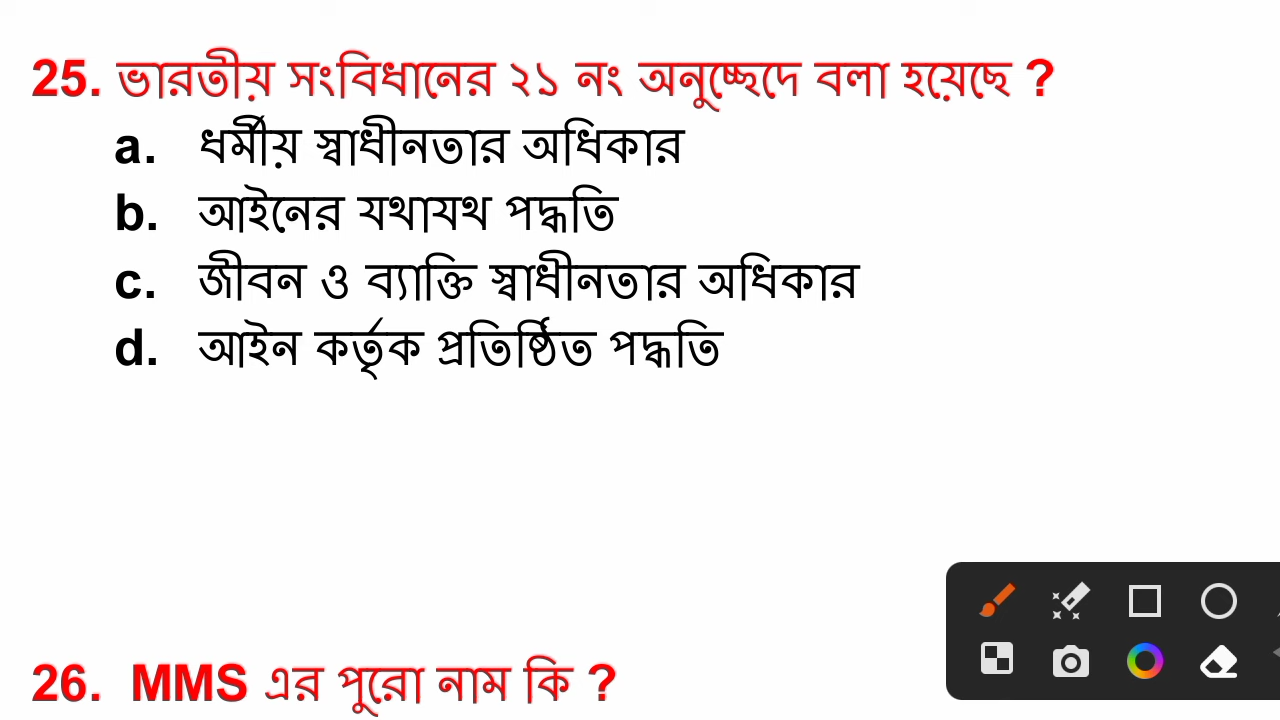 25. ভারতীয় সংবিধানের ২১ নং অনুচ্ছেদে বলা হয়েছে ?
a. ধর্মীয় স্বাধীনতার অধিকার
b. আইনের যথাযথ পদ্ধতি
c. জীবন ও ব্যাক্তি স্বাধীনতার অধিকার
d. আইন কর্তৃক প্রতিষ্ঠিত পদ্ধতি
26. MMS এর পুরো নাম কি ?